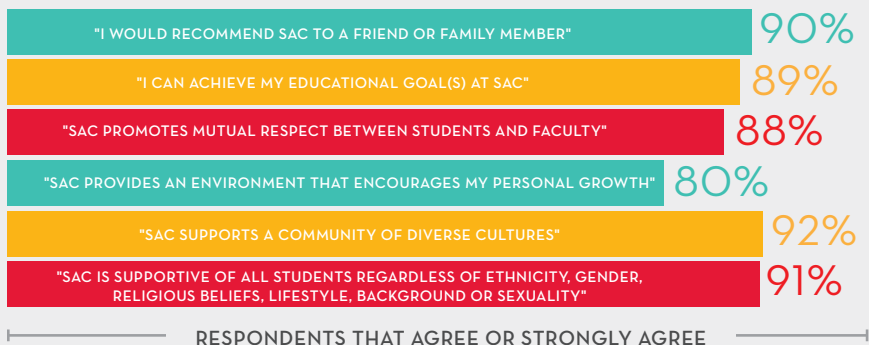 "I WOULD RECOMMEND SAC TO A FRIEND OR FAMILY MEMBER" 90%
"I CAN ACHIEVE MY EDUCATIONAL GOAL(S) AT SAC" 89%
"SAC PROMOTES MUTUAL RESPECT BETWEEN STUDENTS AND FACULTY" 88%
"SAC PROVIDES AN ENVIRONMENT THAT ENCOURAGES MY PERSONAL GROWTH" 80%
"SAC SUPPORTS A COMMUNITY OF DIVERSE CULTURES" 92%
"SAC IS SUPPORTIVE OF ALL STUDENTS REGARDLESS OF ETHNICITY, GENDER,
RELIGIOUS BELIEFS, LIFESTYLE, BACKGROUND OR SEXUALITY" 91%
RESPONDENTS THAT AGREE OR STRONGLY AGREE